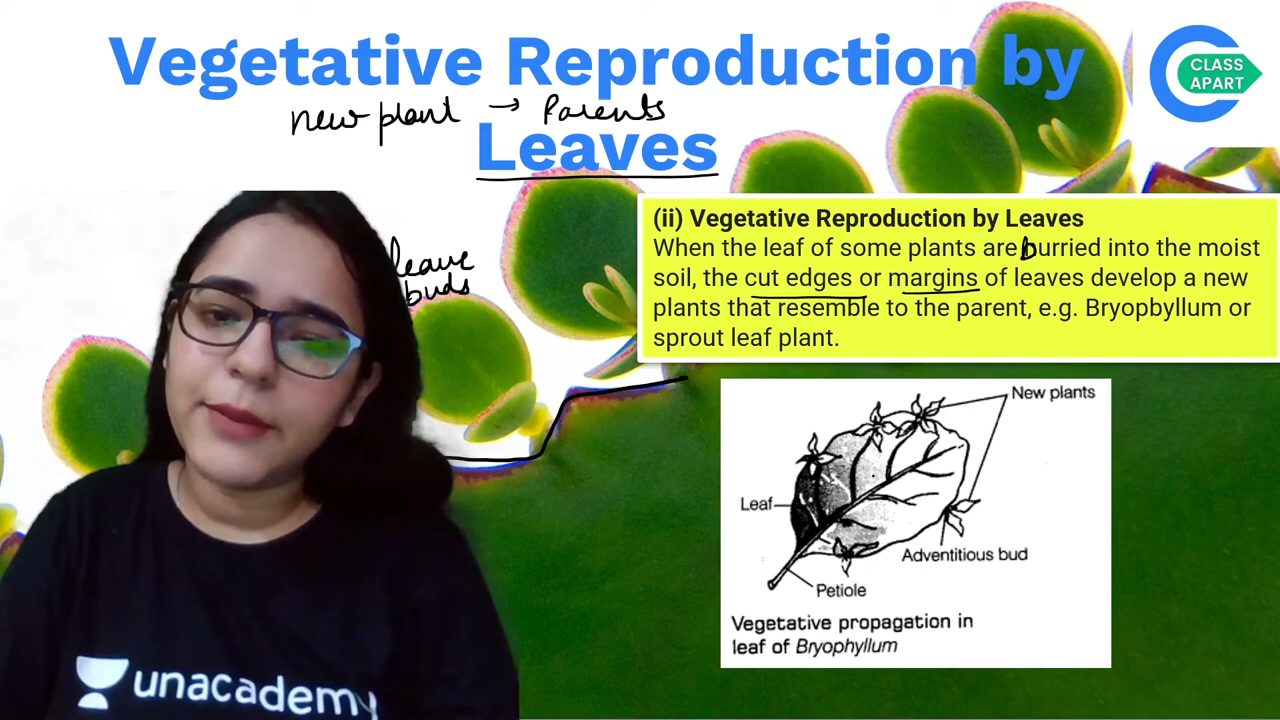 Vegetative Reproduction by
new plant → Parents
Leaves
CLASS
APART
leave
buds
(ii) Vegetative Reproduction by Leaves
When the leaf of some plants are burried into the moist
soil, the cut edges or margins of leaves develop a new
plants that resemble to the parent, e.g. Bryopbyllum or
sprout leaf plant.
New plants
Leaf
Adventitious bud
Petiole
Vegetative propagation in
leaf of Bryophyllum
unacademy